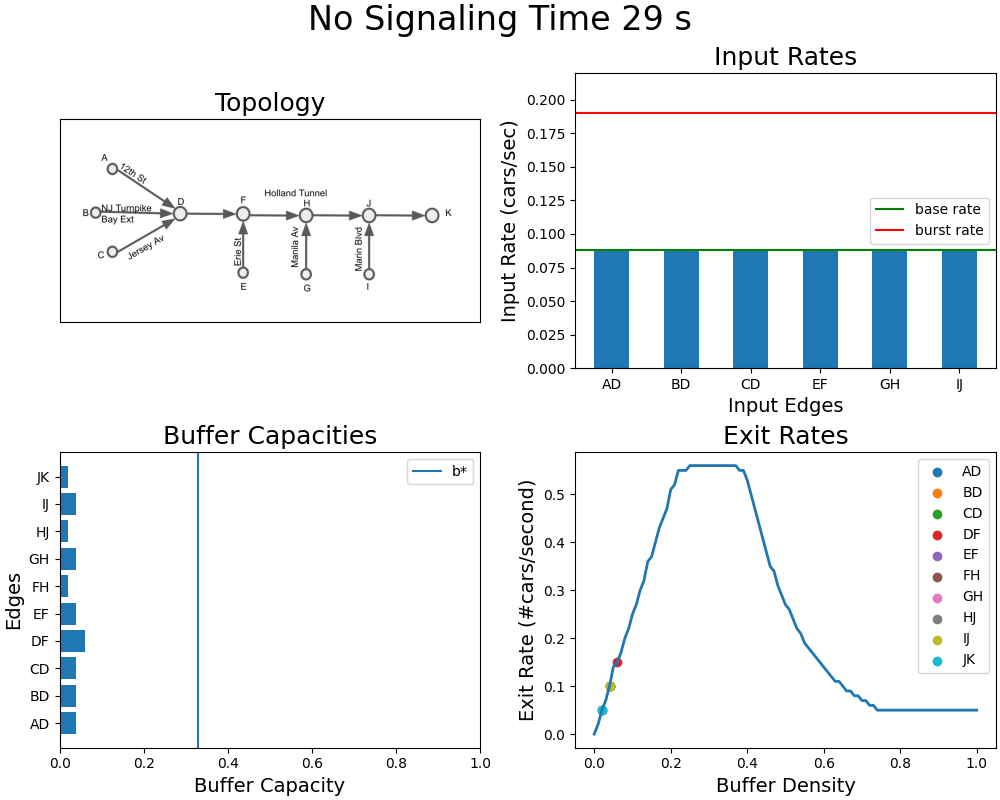 No Signaling Time 29 s
Topology
A
12th St
B
NJ Turnpike
Bay Ext
C
Jersey Av
D
F
Holland Tunnel
H
J
K
Erie St
Manila Av
Marin Blvd
E
G
I
Input Rates
Input Rate (cars/sec)
0.200
0.175
0.150
0.125
0.100
0.075
0.050
0.025
0.000
base rate
burst rate
AD BD CD EF GH IJ
Input Edges
Buffer Capacities
Edges
JK
IJ
HJ
GH
FH
EF
DF
CD
BD
AD
b*
0.0 0.2 0.4 0.6 0.8 1.0
Buffer Capacity
Exit Rates
Exit Rate (#cars/second)
0.5
0.4
0.3
0.2
0.1
0.0
AD
BD
CD
DF
EF
FH
GH
HJ
IJ
JK
0.0 0.2 0.4 0.6 0.8 1.0
Buffer Density